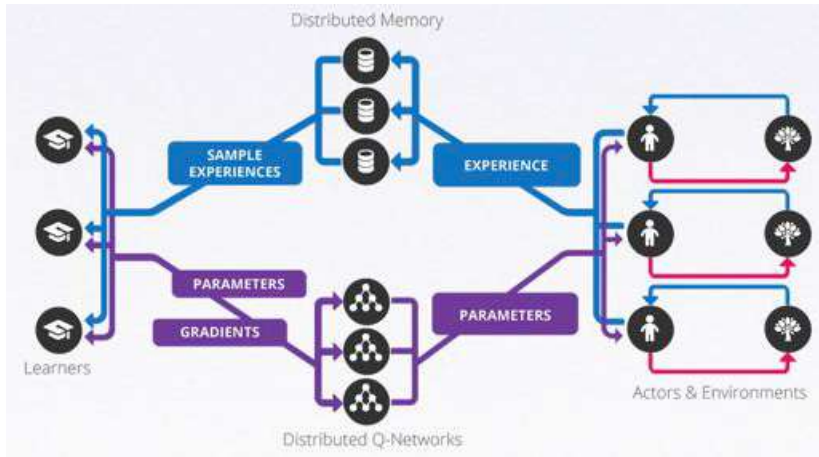 Distributed Memory
SAMPLE
EXPERIENCES
EXPERIENCE
PARAMETERS
GRADIENTS
PARAMETERS
Learners
Actors & Environments
Distributed Q-Networks